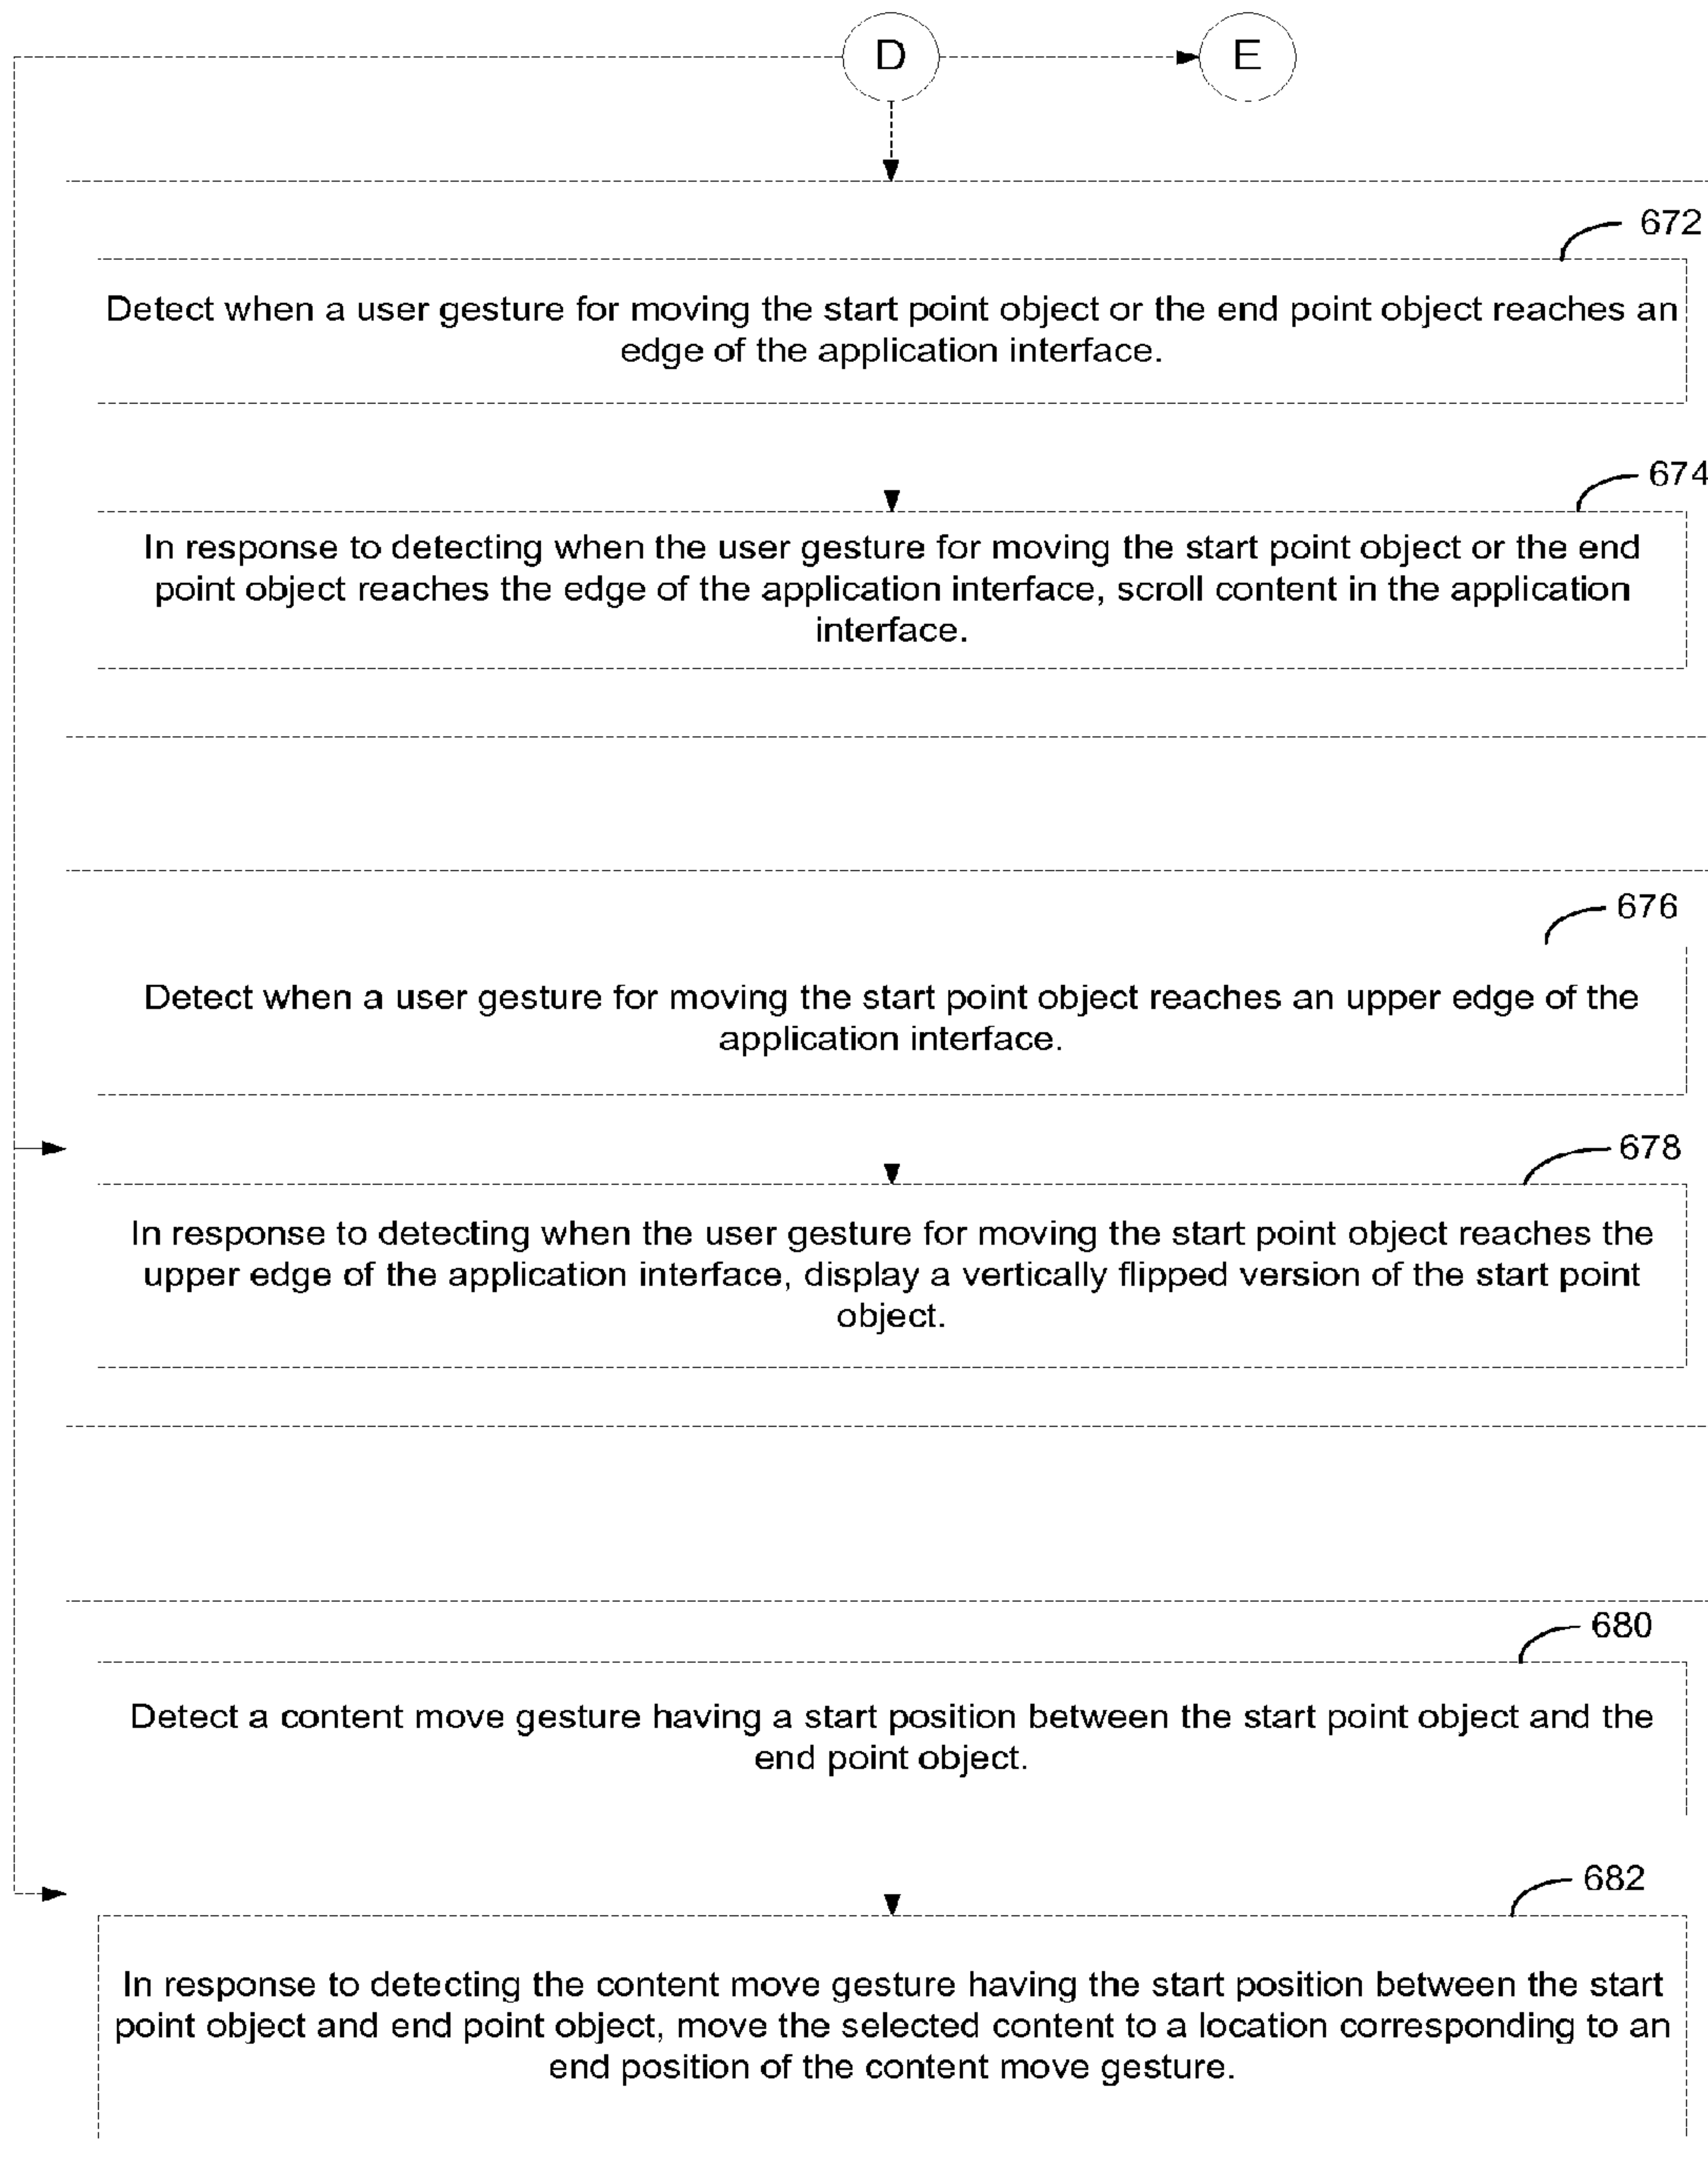 D
E
672
Detect when a user gesture for moving the start point object or the end point object reaches an
edge of the application interface.
674
In response to detecting when the user gesture for moving the start point object or the end
point object reaches the edge of the application interface, scroll content in the application
interface.
676
Detect when a user gesture for moving the start point object reaches an upper edge of the
application interface.
678
In response to detecting when the user gesture for moving the start point object reaches the
upper edge of the application interface, display a vertically flipped version of the start point
object.
680
Detect a content move gesture having a start position between the start point object and the
end point object.
682
In response to detecting the content move gesture having the start position between the start
point object and end point object, move the selected content to a location corresponding to an
end position of the content move gesture.